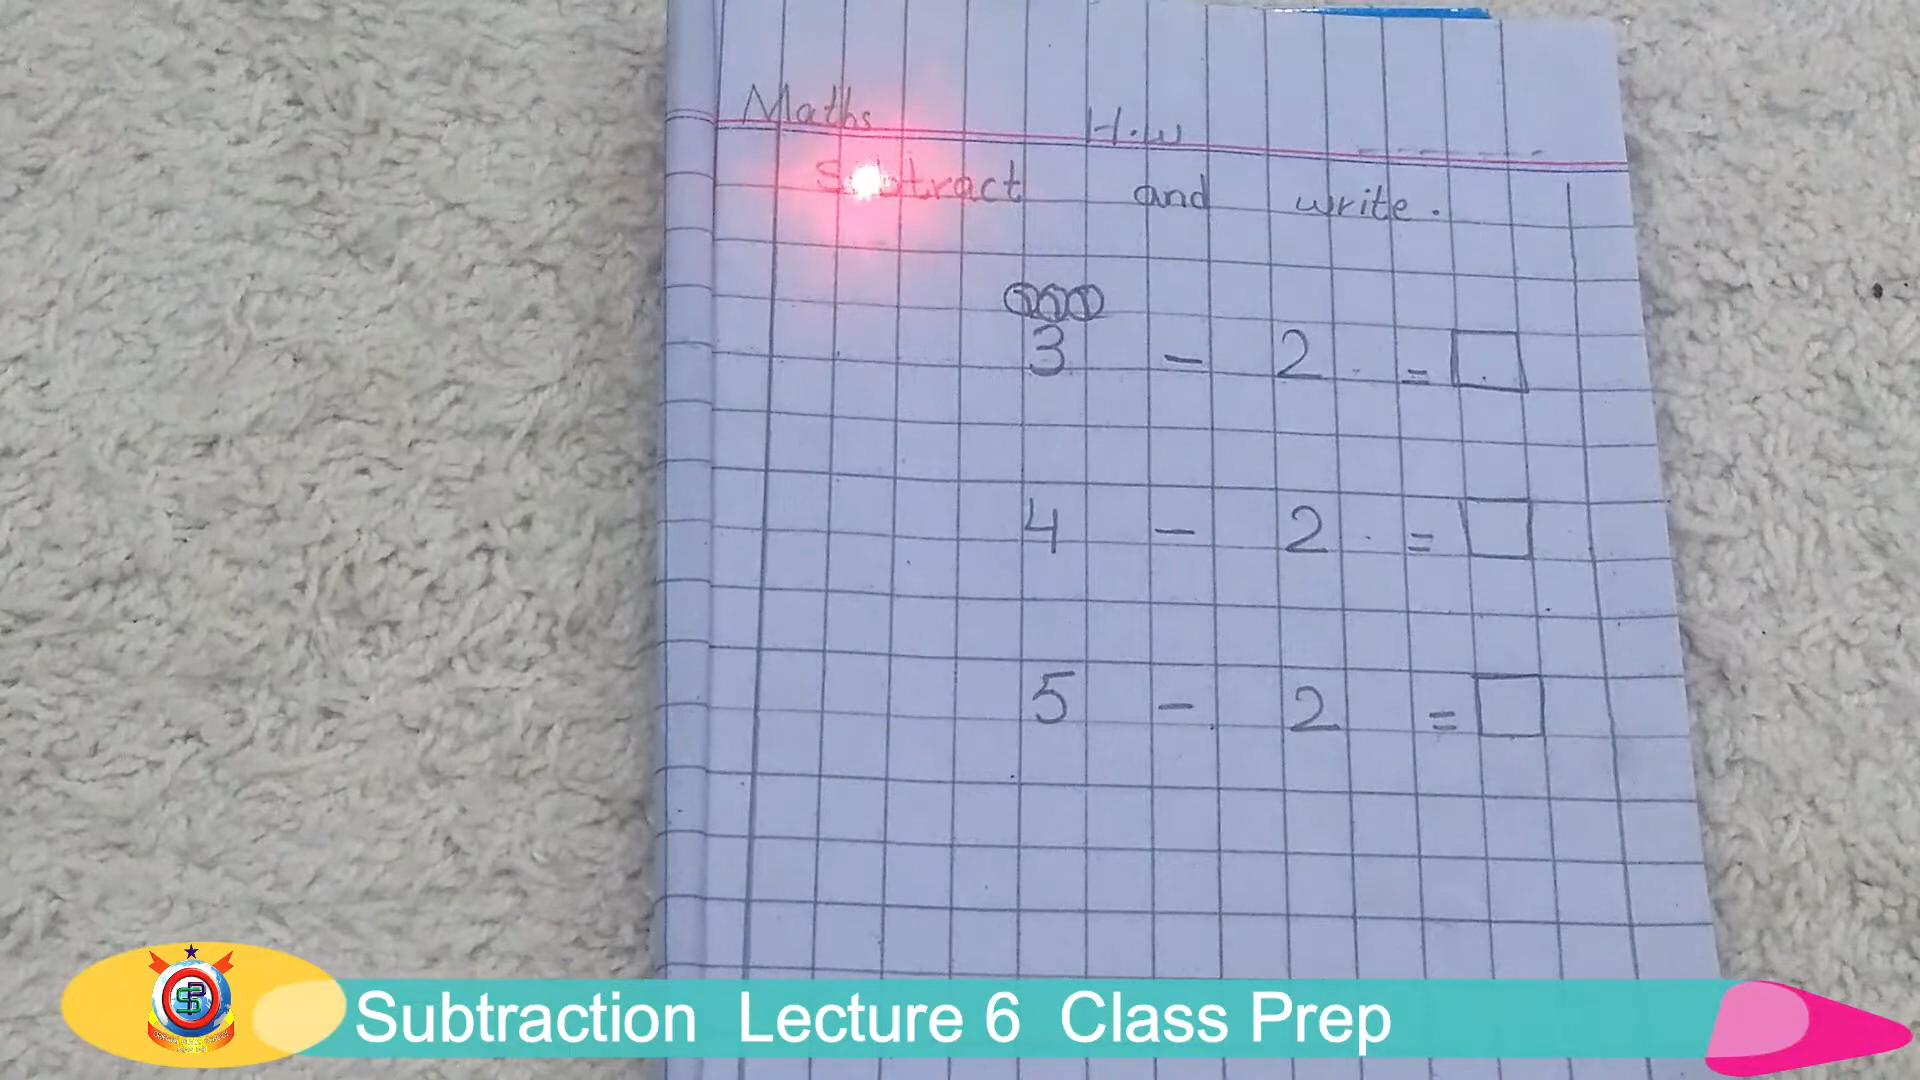 Maths H.w
Subtract and write.
3 - 2 = 
4 - 2 = 
5 - 2 = 
Subtraction Lecture 6 Class Prep